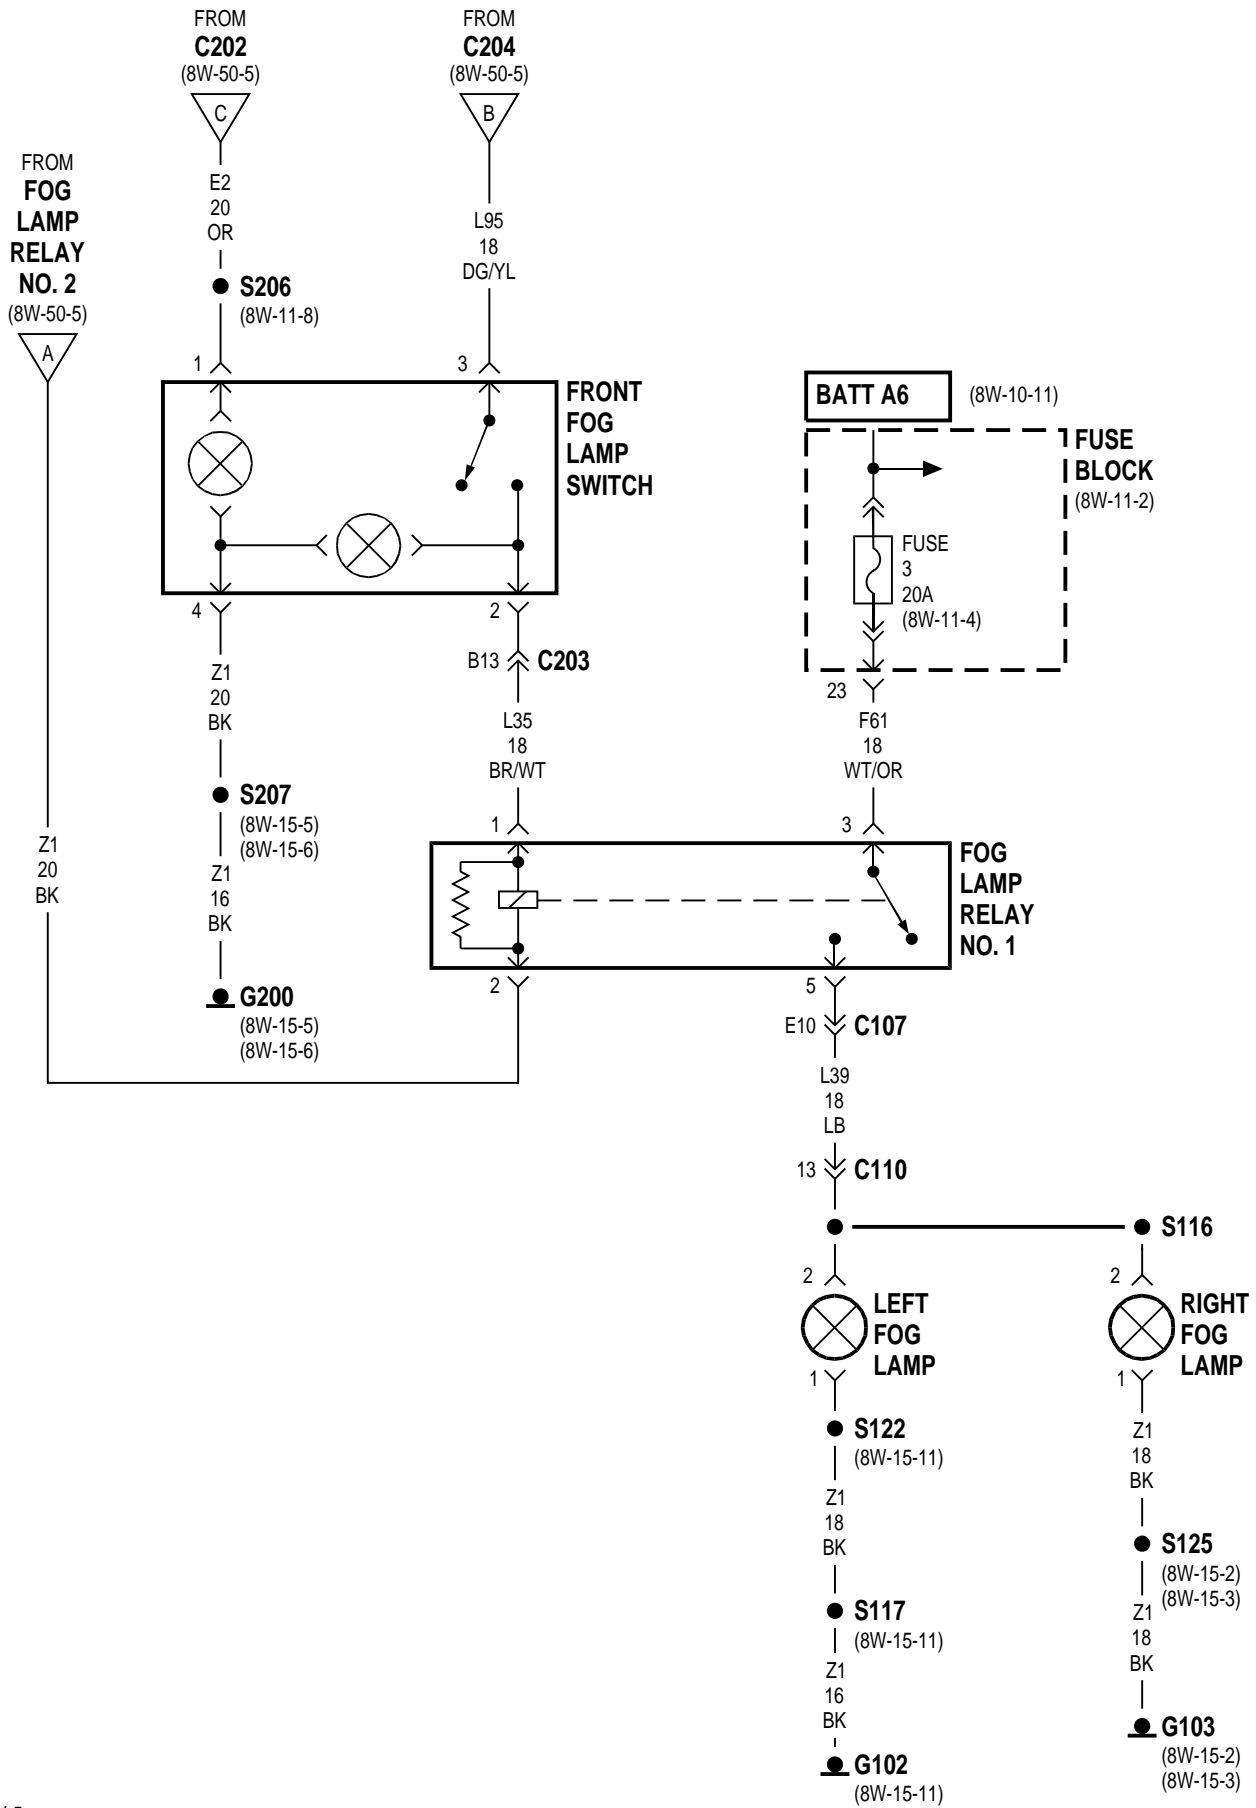 FROM
C202
(8W-50-5)
C
E2
20
OR
S206
(8W-11-8)
FROM
C204
(8W-50-5)
B
L95
18
DG/YL
FROM
FOG
LAMP
RELAY
NO. 2
(8W-50-5)
A
1
3
FRONT
FOG
LAMP
SWITCH
4
2
BATT A6
(8W-10-11)
FUSE
BLOCK
(8W-11-2)
FUSE
3
20A
(8W-11-4)
23
F61
18
WT/OR
B13
C203
L35
18
BR/WT
Z1
20
BK
S207
(8W-15-5)
(8W-15-6)
Z1
16
BK
G200
(8W-15-5)
(8W-15-6)
Z1
20
BK
1
3
FOG
LAMP
RELAY
NO. 1
2
5
E10
C107
L39
18
LB
13
C110
S116
2
LEFT
FOG
LAMP
1
S122
(8W-15-11)
Z1
18
BK
S117
(8W-15-11)
Z1
16
BK
G102
(8W-15-11)
2
RIGHT
FOG
LAMP
1
Z1
18
BK
S125
(8W-15-2)
(8W-15-3)
Z1
18
BK
G103
(8W-15-2)
(8W-15-3)